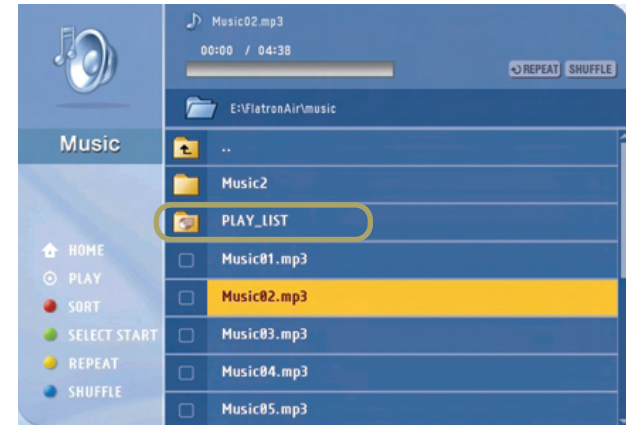 Music02.mp3
00:00 / 04:38
REPEAT SHUFFLE
E:\FlatronAir\music
Music
..
Music2
PLAY_LIST
Music01.mp3
Music02.mp3
Music03.mp3
Music04.mp3
Music05.mp3
HOME
PLAY
SORT
SELECT START
REPEAT
SHUFFLE